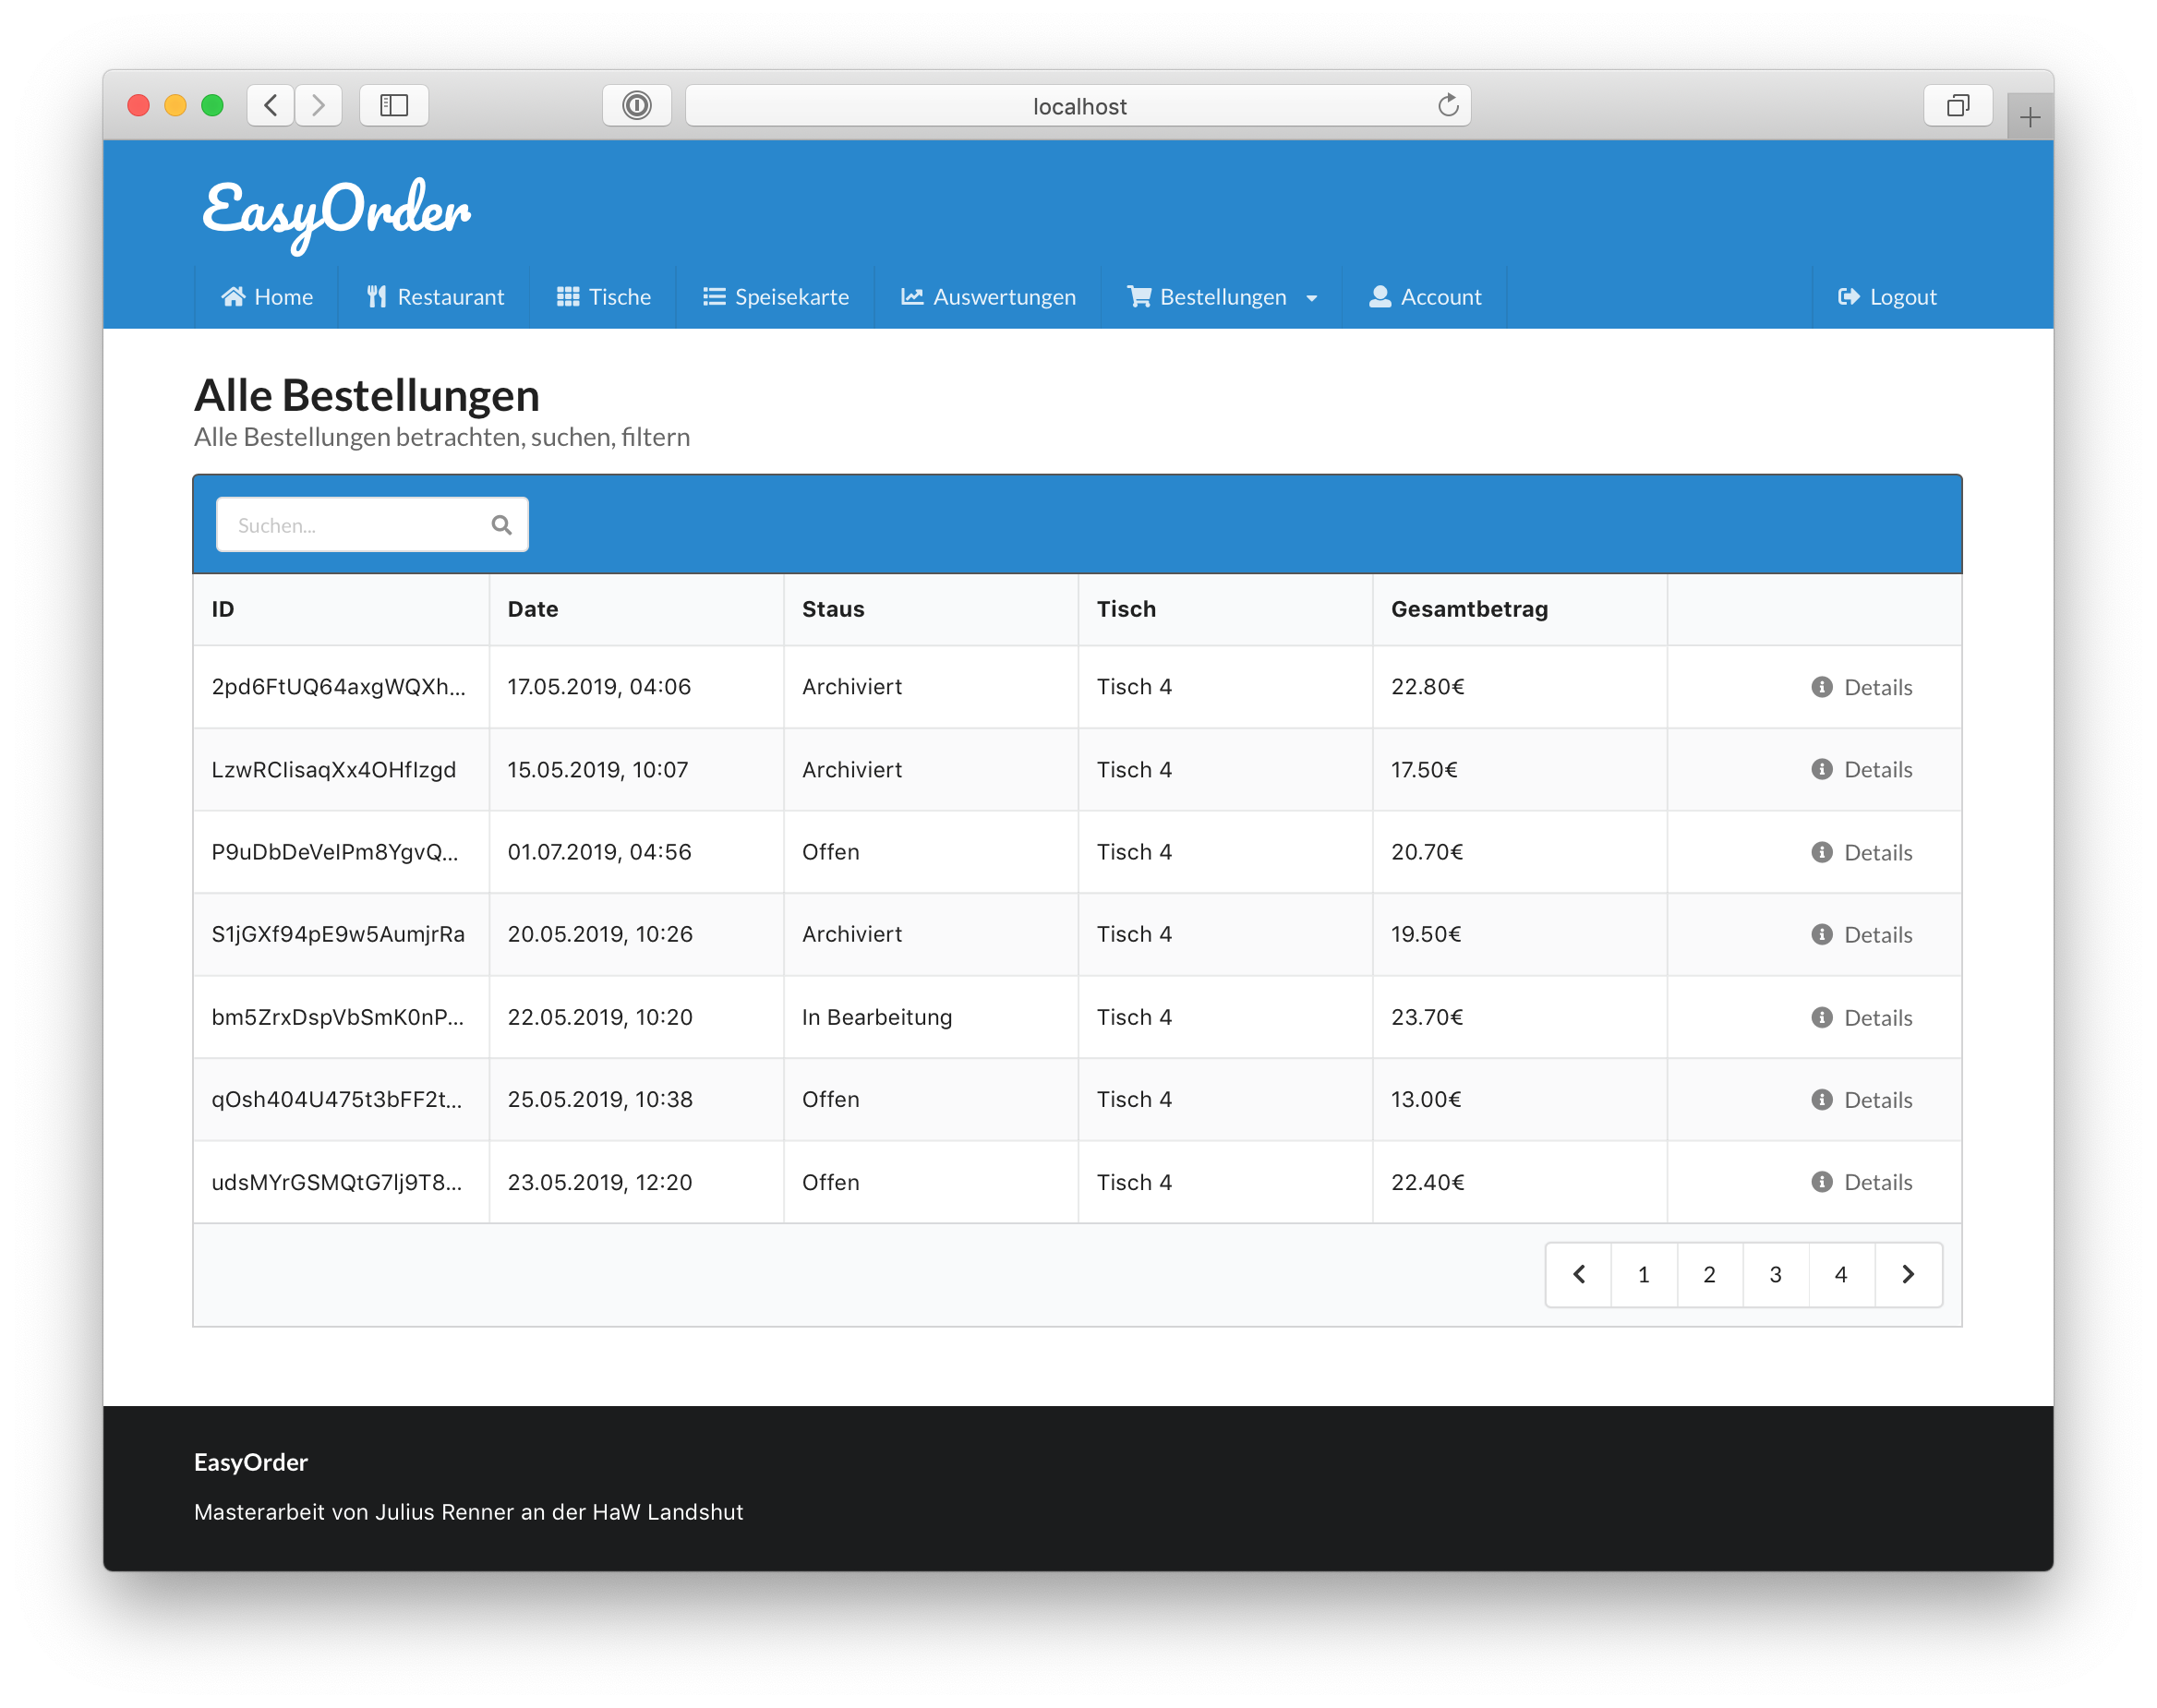 localhost
EasyOrder
Home Restaurant Tische Speisekarte Auswertungen Bestellungen Account Logout
Alle Bestellungen
Alle Bestellungen betrachten, suchen, filtern
Suchen...
ID Date Staus Tisch Gesamtbetrag
2pd6FtUQ64axgWQXh... 17.05.2019, 04:06 Archiviert Tisch 4 22.80€ Details
LzwRClisaqXx4OHfIzgd 15.05.2019, 10:07 Archiviert Tisch 4 17.50€ Details
P9uDbDeVeIPm8YgvQ... 01.07.2019, 04:56 Offen Tisch 4 20.70€ Details
S1jGXf94pE9w5AumjrRa 20.05.2019, 10:26 Archiviert Tisch 4 19.50€ Details
bm5ZrxDspVbSmK0nP... 22.05.2019, 10:20 In Bearbeitung Tisch 4 23.70€ Details
qOsh404U475t3bFF2t... 25.05.2019, 10:38 Offen Tisch 4 13.00€ Details
udsMYrGSMQtG7lj9T8... 23.05.2019, 12:20 Offen Tisch 4 22.40€ Details
1 2 3 4
EasyOrder
Masterarbeit von Julius Renner an der HaW Landshut